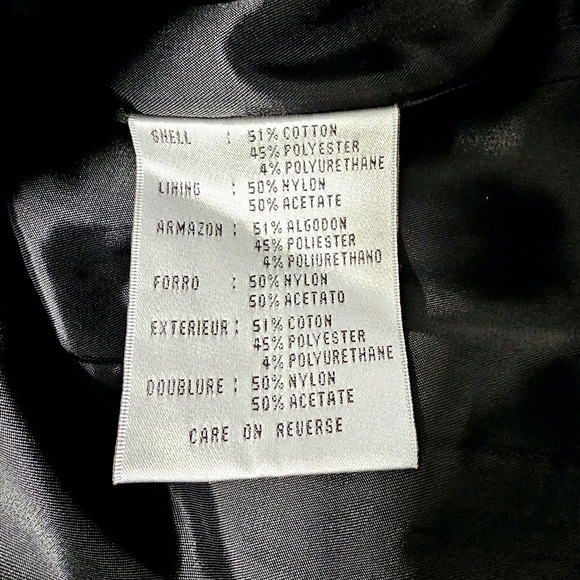 SHELL : 51% COTTON
45% POLYESTER
4% POLYURETHANE
LINING : 50% NYLON
50% ACETATE
ARMAZON : 51% ALGODON
45% POLIESTER
4% POLIURETHANO
FORRO : 50% NYLON
50% ACETATO
EXTERIEUR : 51% COTON
45% POLYESTER
4% POLYURETHANE
DOUBLURE : 50% NYLON
50% ACETATE
CARE ON REVERSE